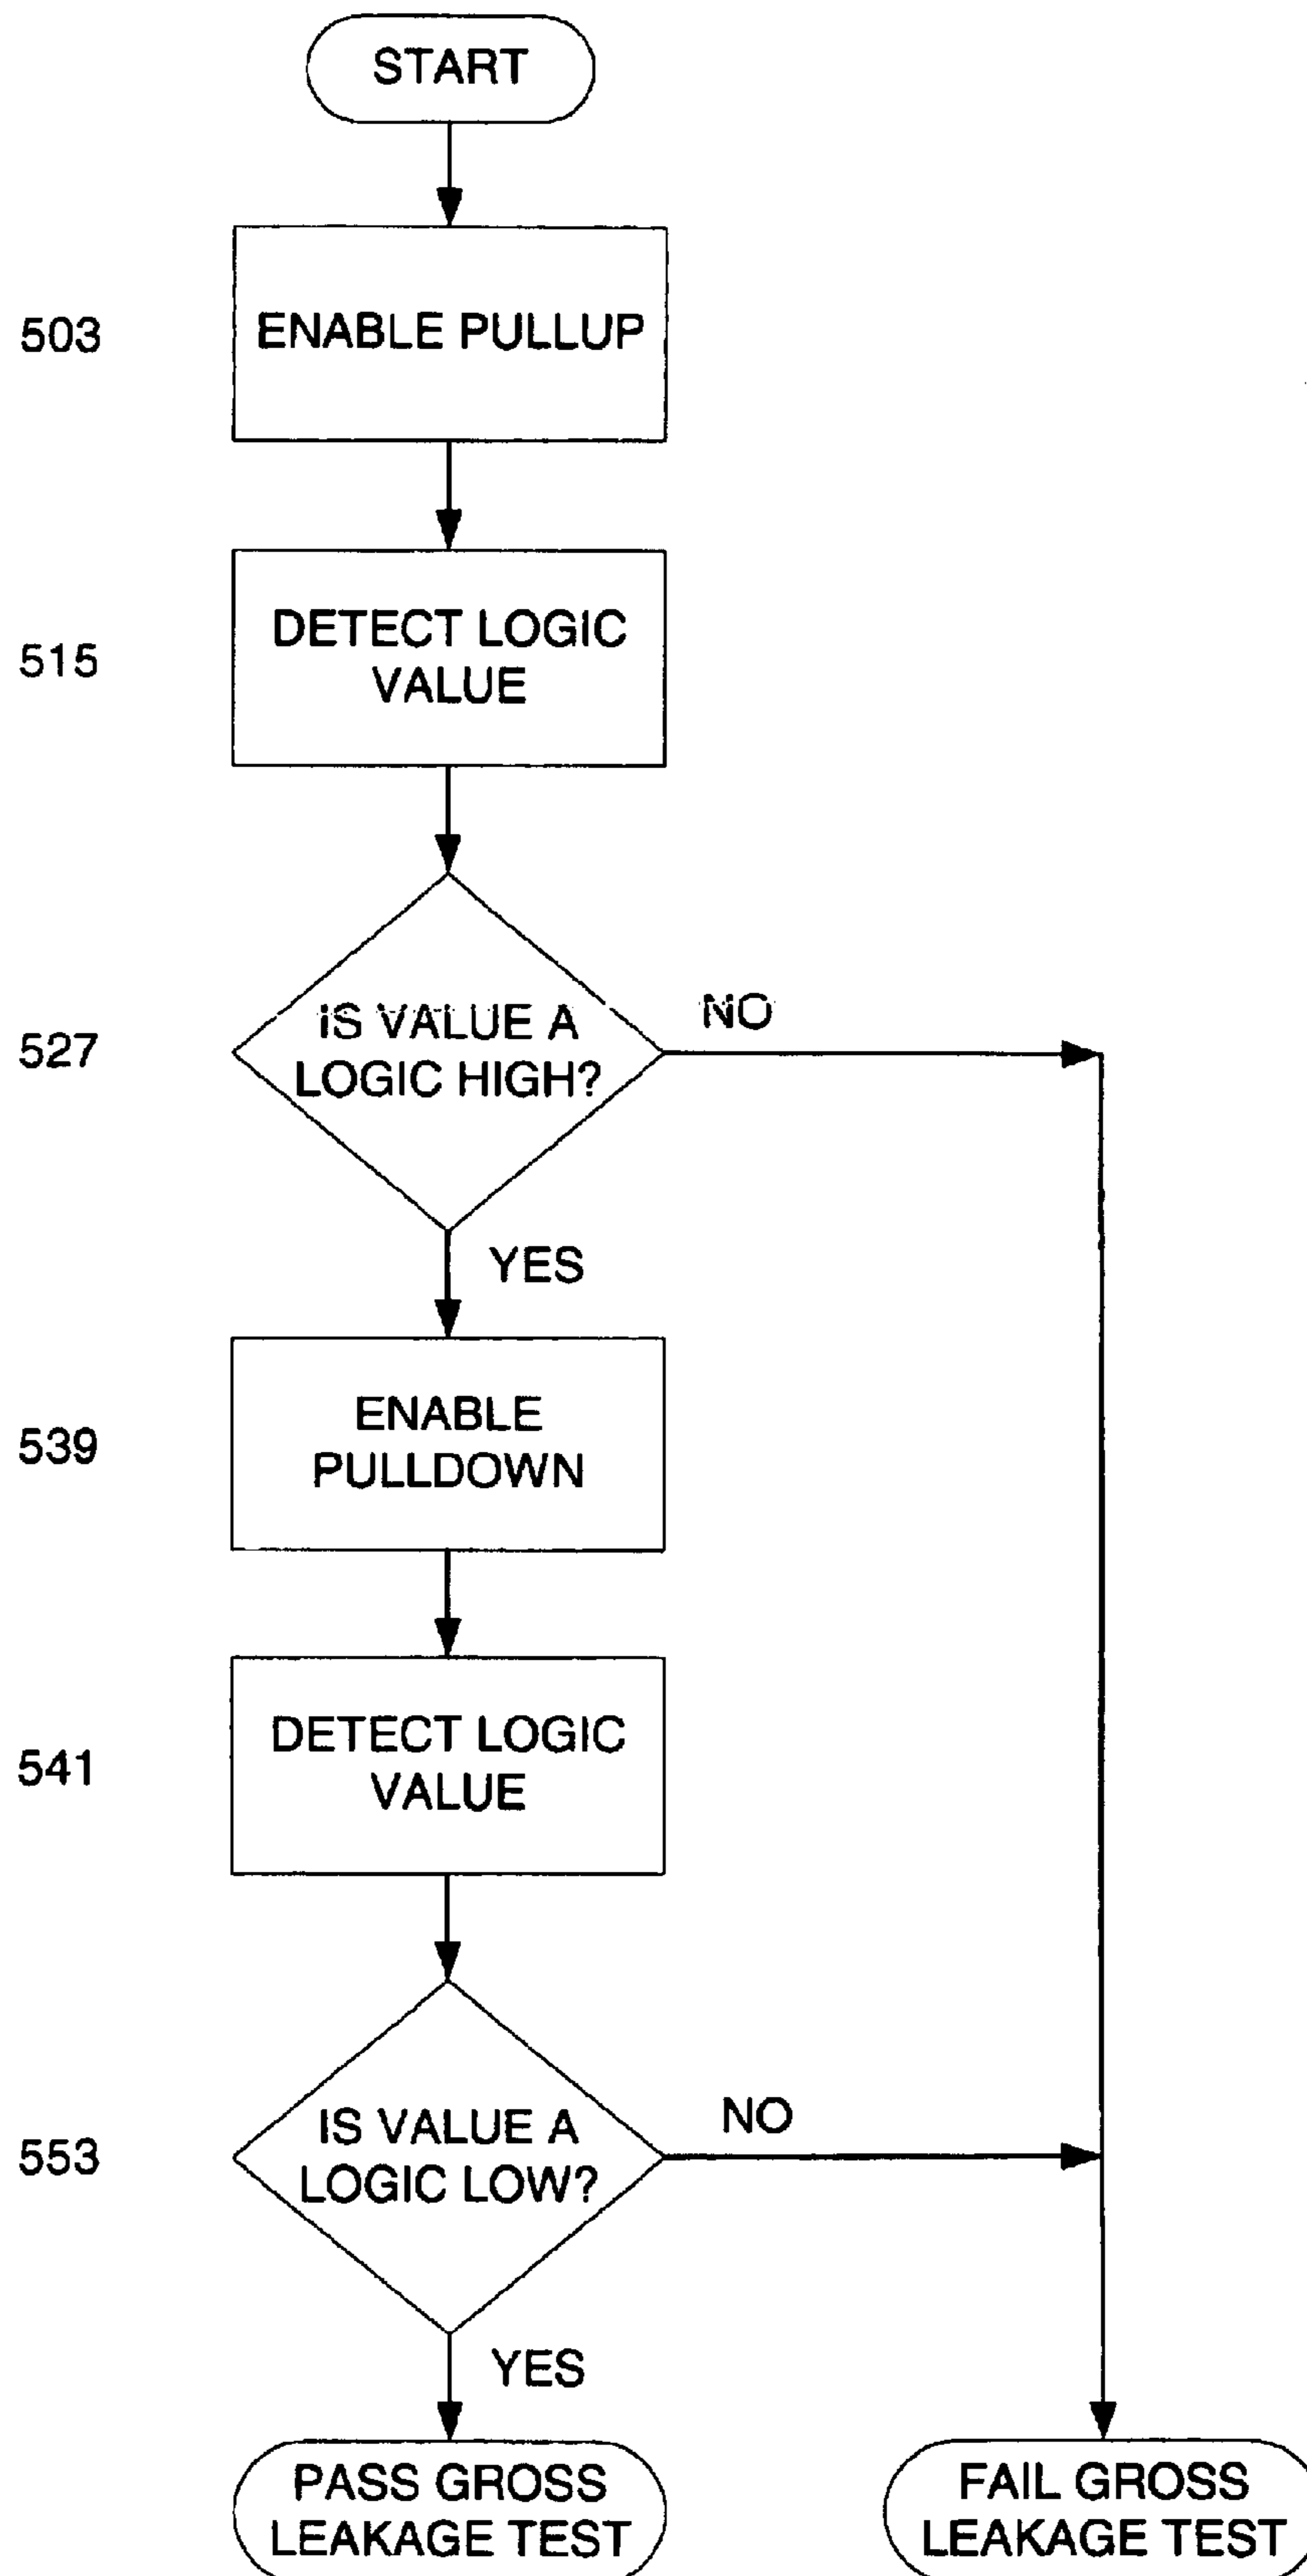 START
503
ENABLE PULLUP
515
DETECT LOGIC
VALUE
527
IS VALUE A
LOGIC HIGH?
NO
YES
539
ENABLE
PULLDOWN
541
DETECT LOGIC
VALUE
553
IS VALUE A
LOGIC LOW?
NO
YES
PASS GROSS
LEAKAGE TEST
FAIL GROSS
LEAKAGE TEST